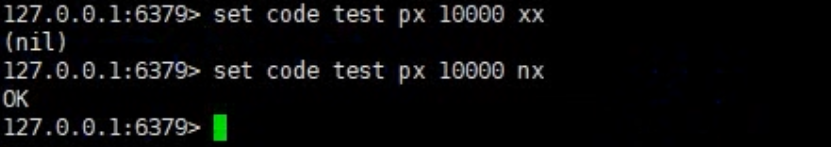 127.0.0.1:6379> set code test px 10000 xx
(nil)
127.0.0.1:6379> set code test px 10000 nx
OK
127.0.0.1:6379>